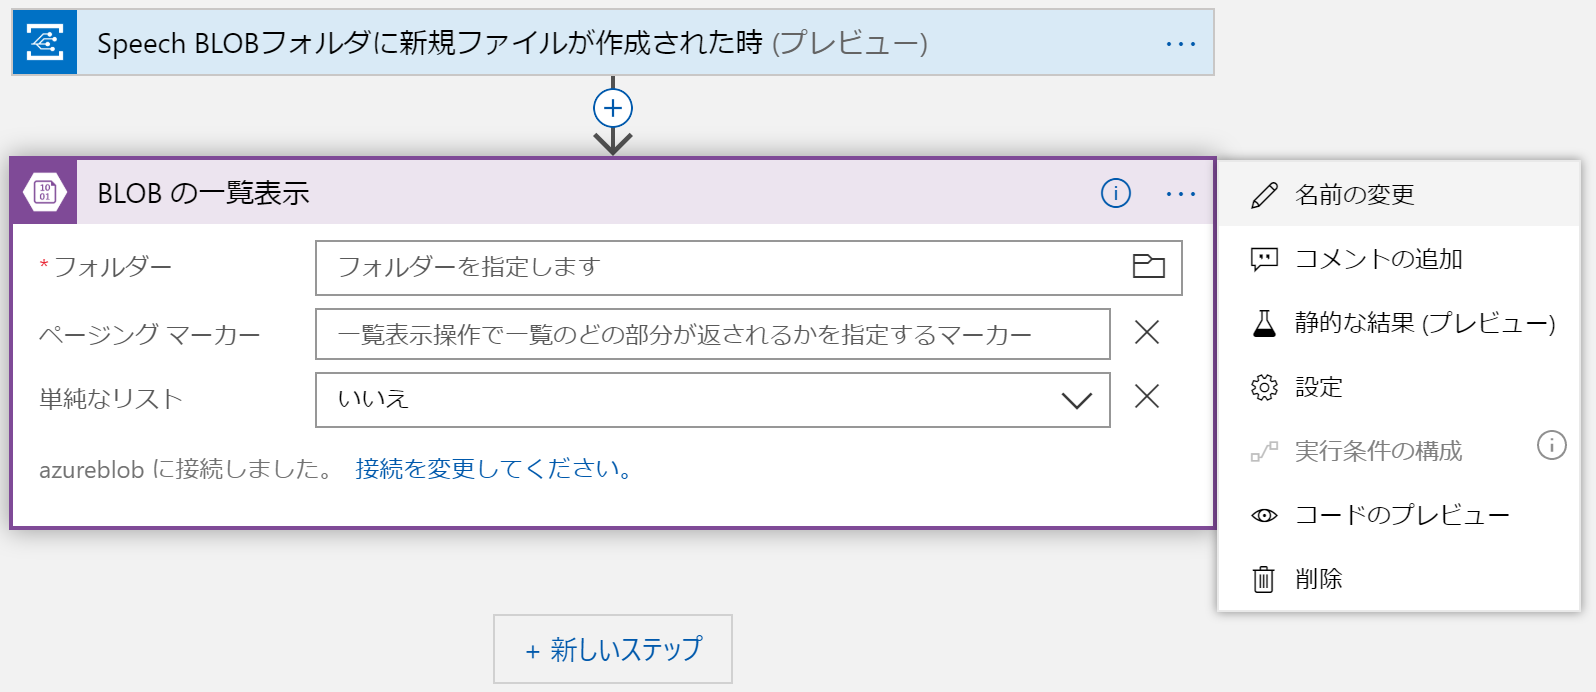 Speech BLOBフォルダに新規ファイルが作成された時 (プレビュー)
10
01
BLOB の一覧表示
* フォルダー
フォルダーを指定します
ページング マーカー
一覧表示操作で一覧のどの部分が返されるかを指定するマーカー
単純なリスト
いいえ
azureblob に接続しました。 接続を変更してください。
+ 新しいステップ
名前の変更
コメントの追加
静的な結果 (プレビュー)
設定
実行条件の構成
コードのプレビュー
削除